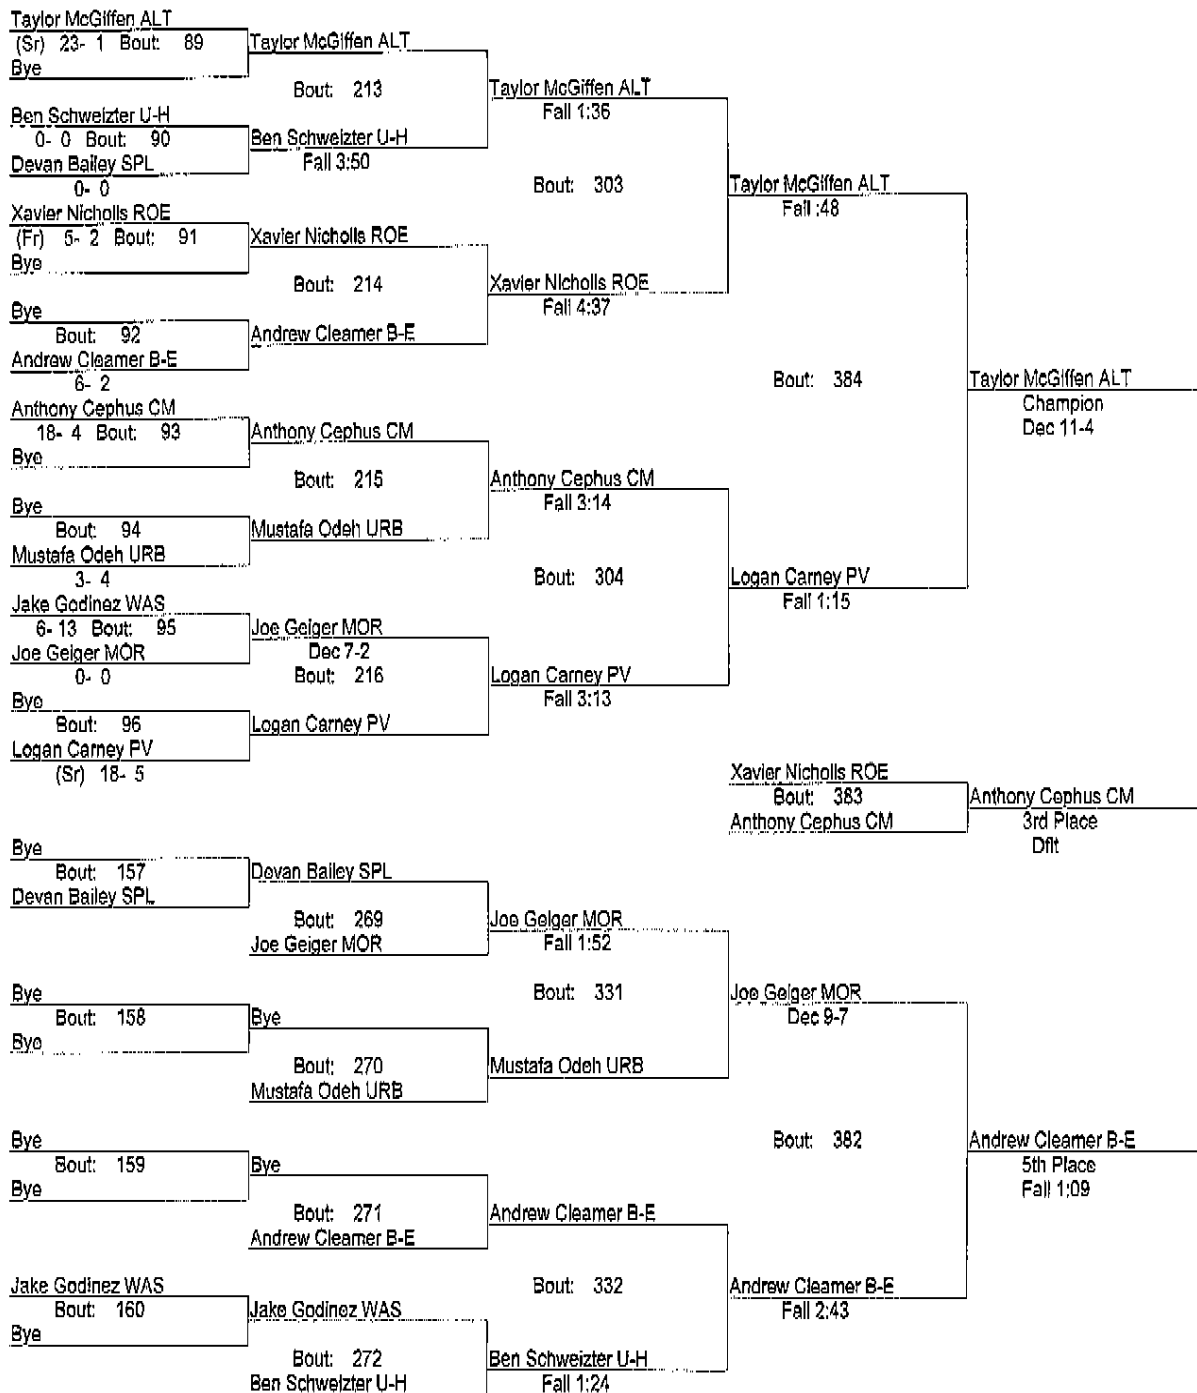 Taylor McGiffen ALT
(Sr) 23- 1 Bout: 89
Bye
Taylor McGiffen ALT
Bout: 213
Ben Schweizter U-H
0- 0 Bout: 90
Devan Bailey SPL
0- 0
Ben Schweizter U-H
Fall 3:50
Taylor McGiffen ALT
Fall 1:36
Bout: 303
Xavier Nicholls ROE
(Fr) 5- 2 Bout: 91
Bye
Xavier Nicholls ROE
Bout: 214
Bye
Bout: 92
Andrew Cleamer B-E
6- 2
Andrew Cleamer B-E
Xavier Nicholls ROE
Fall 4:37
Taylor McGiffen ALT
Fall :48
Bout: 384
Anthony Cephus CM
18- 4 Bout: 93
Bye
Anthony Cephus CM
Bout: 215
Bye
Bout: 94
Mustafa Odeh URB
3- 4
Mustafa Odeh URB
Anthony Cephus CM
Fall 3:14
Bout: 304
Jake Godinez WAS
6- 13 Bout: 95
Joe Geiger MOR
0- 0
Joe Geiger MOR
Dec 7-2
Bout: 216
Bye
Bout: 96
Logan Carney PV
(Sr) 18- 5
Logan Carney PV
Logan Carney PV
Fall 3:13
Logan Carney PV
Fall 1:15
Taylor McGiffen ALT
Champion
Dec 11-4
Xavier Nicholls ROE
Bout: 383
Anthony Cephus CM
Anthony Cephus CM
3rd Place
Dflt
Bye
Bout: 157
Devan Bailey SPL
Devan Bailey SPL
Bout: 269
Joe Geiger MOR
Joe Geiger MOR
Fall 1:52
Bout: 331
Bye
Bout: 158
Bye
Bye
Bout: 270
Mustafa Odeh URB
Mustafa Odeh URB
Joe Geiger MOR
Dec 9-7
Bout: 382
Bye
Bout: 159
Bye
Bye
Bout: 271
Andrew Cleamer B-E
Andrew Cleamer B-E
Bout: 332
Jake Godinez WAS
Bout: 160
Bye
Jake Godinez WAS
Bout: 272
Ben Schweizter U-H
Ben Schweizter U-H
Fall 1:24
Andrew Cleamer B-E
Fall 2:43
Andrew Cleamer B-E
5th Place
Fall 1:09